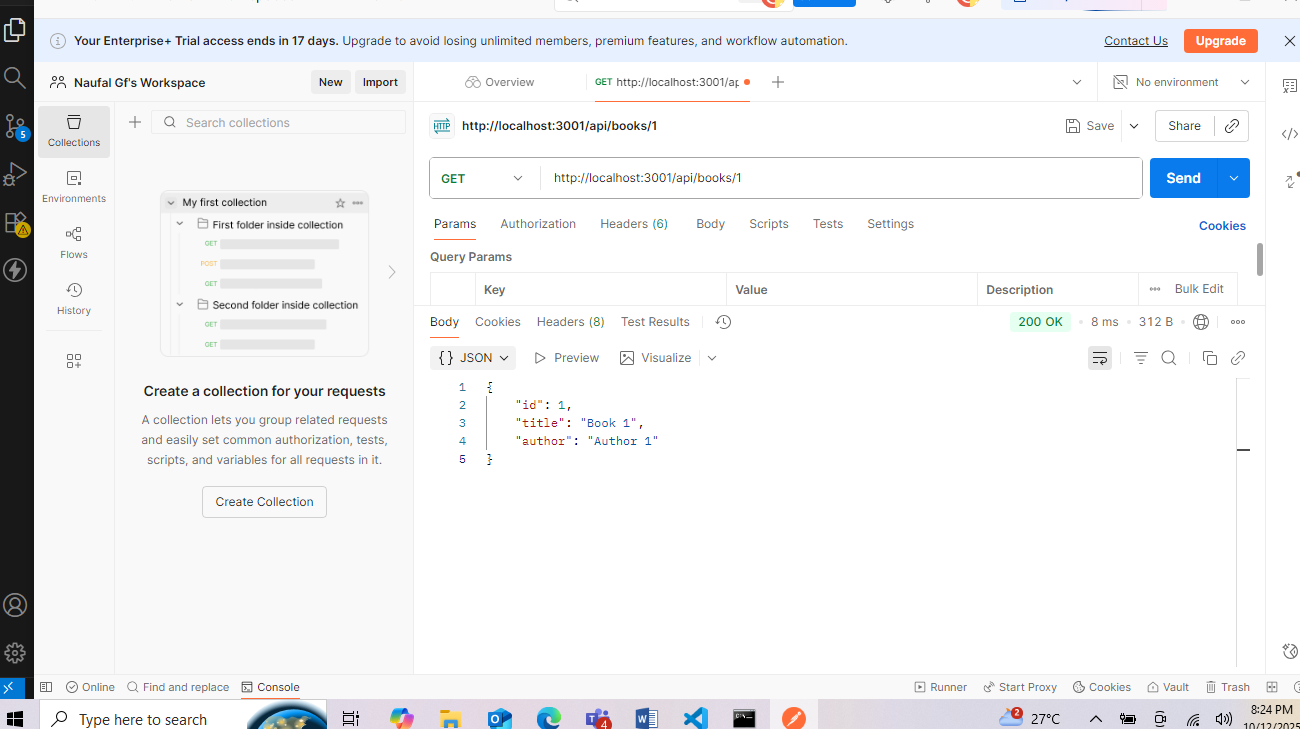 Your Enterprise+ Trial access ends in 17 days. Upgrade to avoid losing unlimited members, premium features, and workflow automation. Contact Us Upgrade
Naufal Gf's Workspace New Import
Overview GET http://localhost:3001/ap No environment
5
Collections
Environments
Flows
History
Search collections
My first collection
First folder inside collection
GET
POST
GET
Second folder inside collection
GET
GET
Create a collection for your requests
A collection lets you group related requests
and easily set common authorization, tests,
scripts, and variables for all requests in it.
Create Collection
HTTP http://localhost:3001/api/books/1 Save Share
GET http://localhost:3001/api/books/1 Send
Params Authorization Headers (6) Body Scripts Tests Settings Cookies
Query Params
Key Value Description Bulk Edit
Body Cookies Headers (8) Test Results 200 OK • 8 ms • 312 B
{} JSON Preview Visualize
1 {
2 "id": 1,
3 "title": "Book 1",
4 "author": "Author 1"
5 }
Online Find and replace Console Runner Start Proxy Cookies Vault Trash
Type here to search 4 2 27°C 8:24 PM
10/12/2025